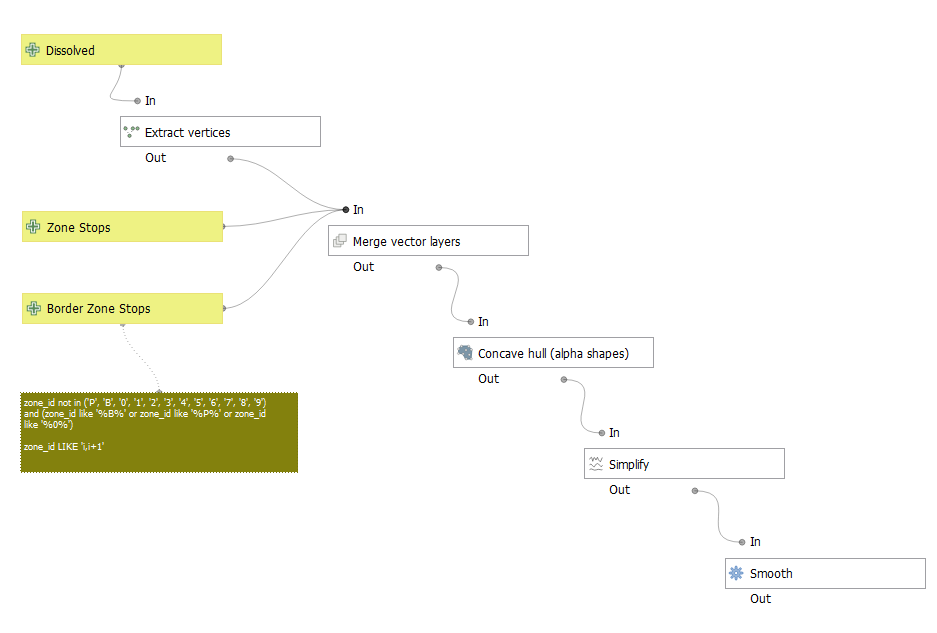 Dissolved
In
Extract vertices
Out
In
Zone Stops
Merge vector layers
Out
Border Zone Stops
In
Concave hull (alpha shapes)
Out
zone_id not in ('P', 'B', '0', '1', '2', '3', '4', '5', '6', '7', '8', '9')
and (zone_id like '%B%' or zone_id like '%P%' or zone_id
like '%0%')
zone_id LIKE 'i,i+1'
In
Simplify
Out
In
Smooth
Out